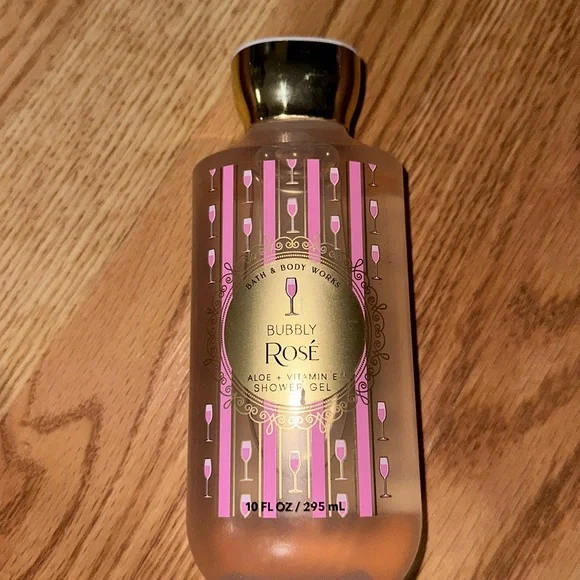 BATH & BODY WORKS
BUBBLY
ROSÉ
ALOE + VITAMIN E
SHOWER GEL
10 FL OZ / 295 mL